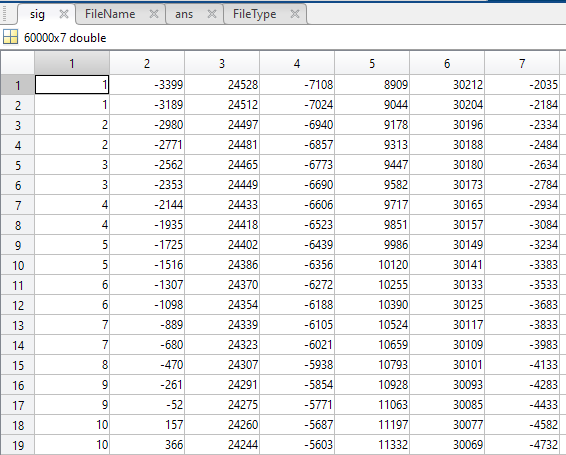 sig FileName ans FileType
60000x7 double
1 2 3 4 5 6 7
1 1 -3399 24528 -7108 8909 30212 -2035
2 1 -3189 24512 -7024 9044 30204 -2184
3 2 -2980 24497 -6940 9178 30196 -2334
4 2 -2771 24481 -6857 9313 30188 -2484
5 3 -2562 24465 -6773 9447 30180 -2634
6 3 -2353 24449 -6690 9582 30173 -2784
7 4 -2144 24433 -6606 9717 30165 -2934
8 4 -1935 24418 -6523 9851 30157 -3084
9 5 -1725 24402 -6439 9986 30149 -3234
10 5 -1516 24386 -6356 10120 30141 -3383
11 6 -1307 24370 -6272 10255 30133 -3533
12 6 -1098 24354 -6188 10390 30125 -3683
13 7 -889 24339 -6105 10524 30117 -3833
14 7 -680 24323 -6021 10659 30109 -3983
15 8 -470 24307 -5938 10793 30101 -4133
16 9 -261 24291 -5854 10928 30093 -4283
17 9 -52 24275 -5771 11063 30085 -4433
18 10 157 24260 -5687 11197 30077 -4582
19 10 366 24244 -5603 11332 30069 -4732